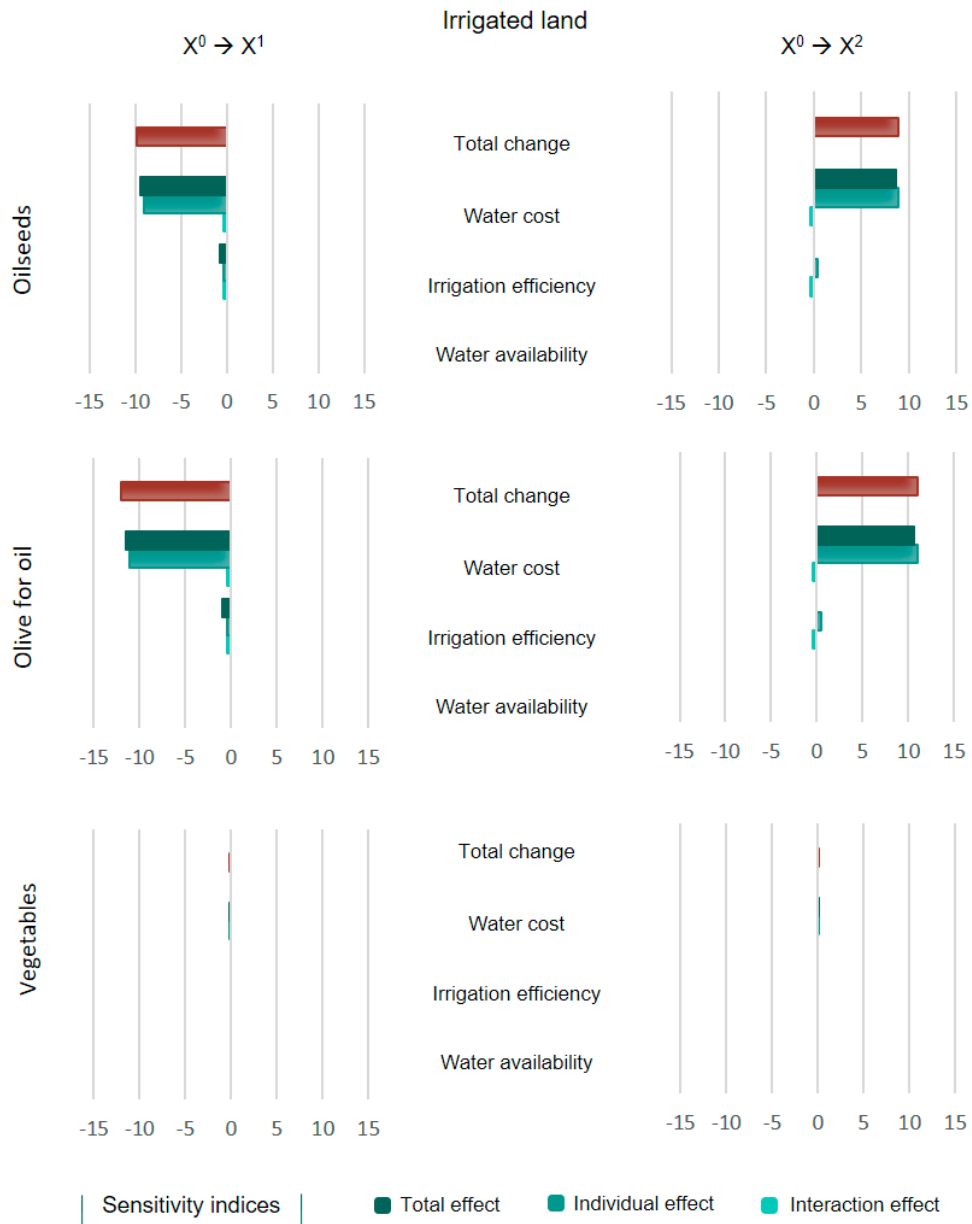 Irrigated land
X⁰ → X¹
X⁰ → X²
Oilseeds
Total change
Water cost
Irrigation efficiency
Water availability
-15 -10 -5 0 5 10 15
-15 -10 -5 0 5 10 15
Olive for oil
Total change
Water cost
Irrigation efficiency
Water availability
-15 -10 -5 0 5 10 15
-15 -10 -5 0 5 10 15
Vegetables
Total change
Water cost
Irrigation efficiency
Water availability
-15 -10 -5 0 5 10 15
-15 -10 -5 0 5 10 15
Sensitivity indices Total effect Individual effect Interaction effect